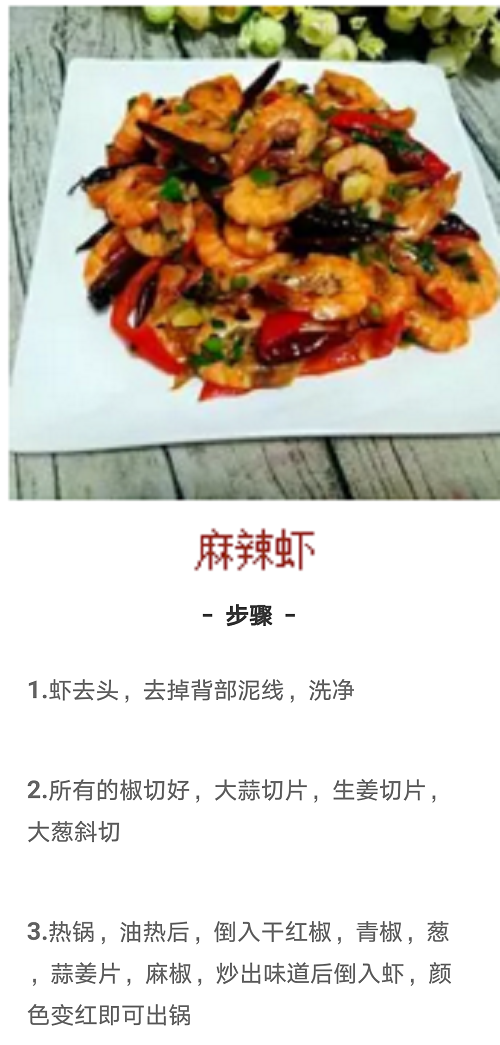 麻辣虾
- 步骤 -
1.虾去头，去掉背部泥线，洗净
2.所有的椒切好，大蒜切片，生姜切片，
大葱斜切
3.热锅，油热后，倒入干红椒，青椒，葱
，蒜姜片，麻椒，炒出味道后倒入虾，颜
色变红即可出锅